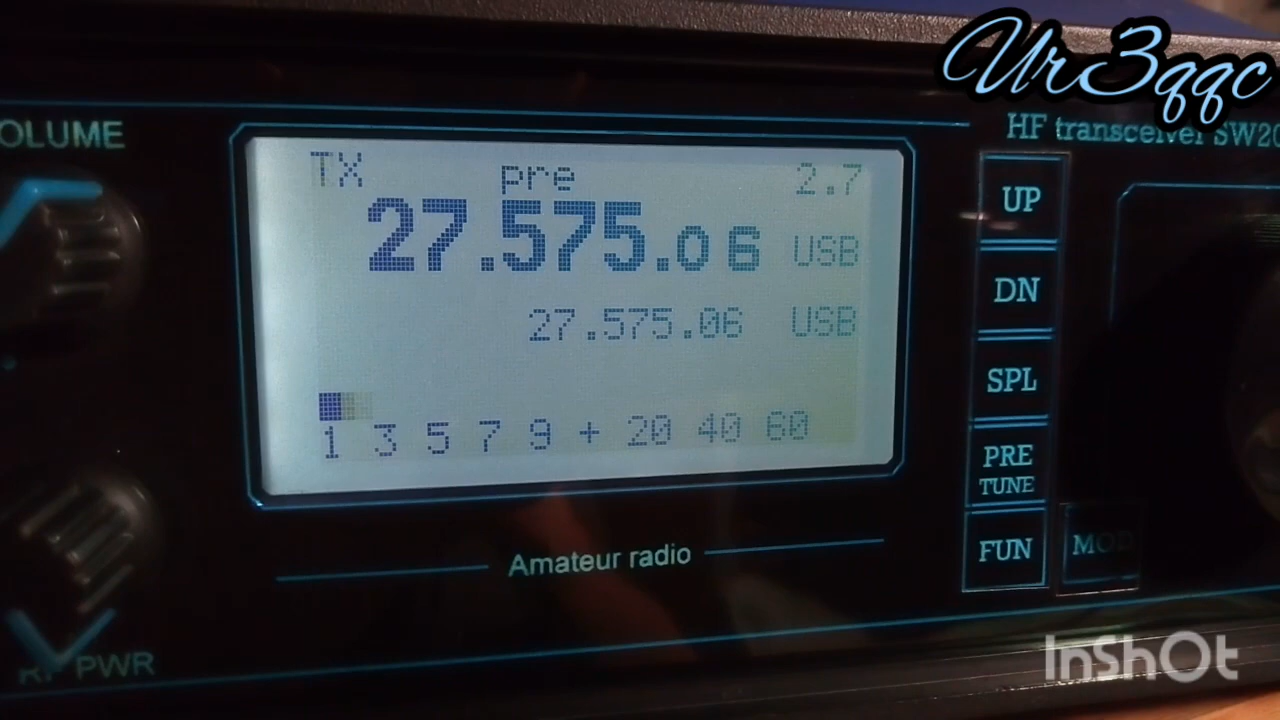 Ur3qqc
OLUME
HF transceiver SW20
TX pre 2.7
27.575.06 USB
27.575.06 USB
1 3 5 7 9 + 20 40 60
UP
DN
SPL
PRE
TUNE
FUN
Amateur radio
RF PWR
InShOt